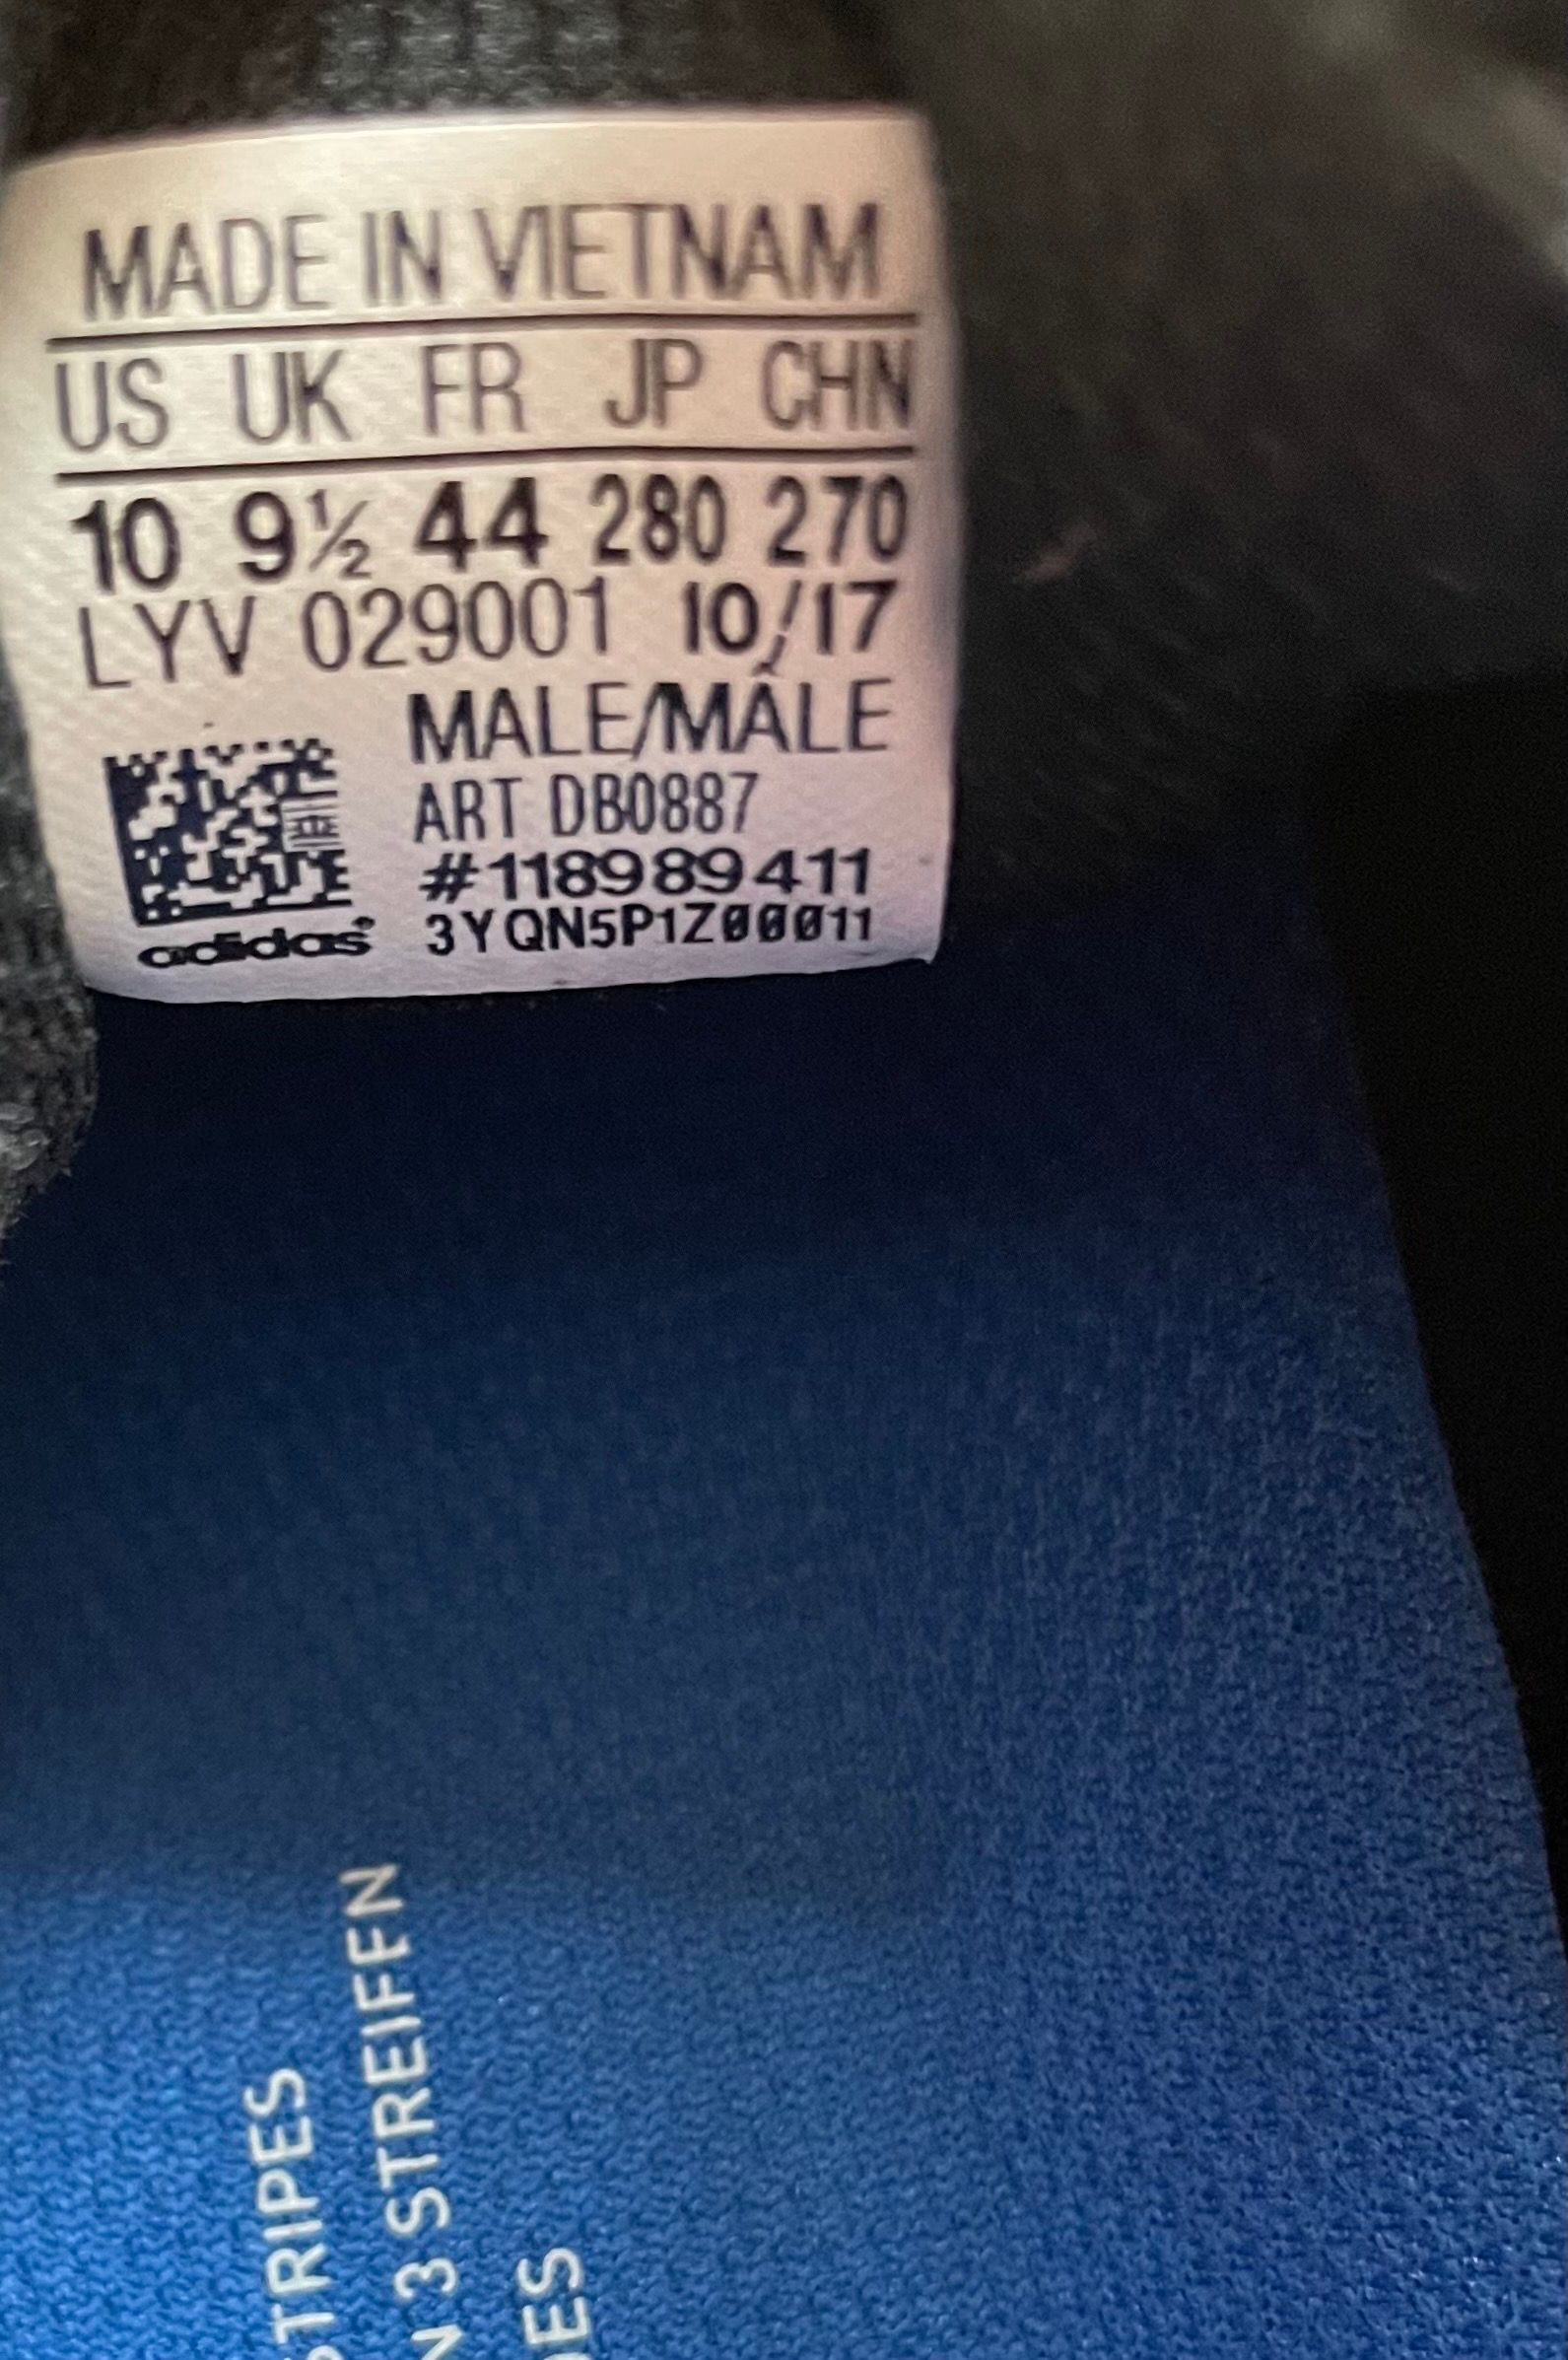 MADE IN VIETNAM
US UK FR JP CHN
10 9½ 44 280 270
LYV 029001 10/17
MALE/MÂLE
ART DB0887
#118989411
3YQN5P1Z00011
adidas
STRIPES
3 STREIFEN